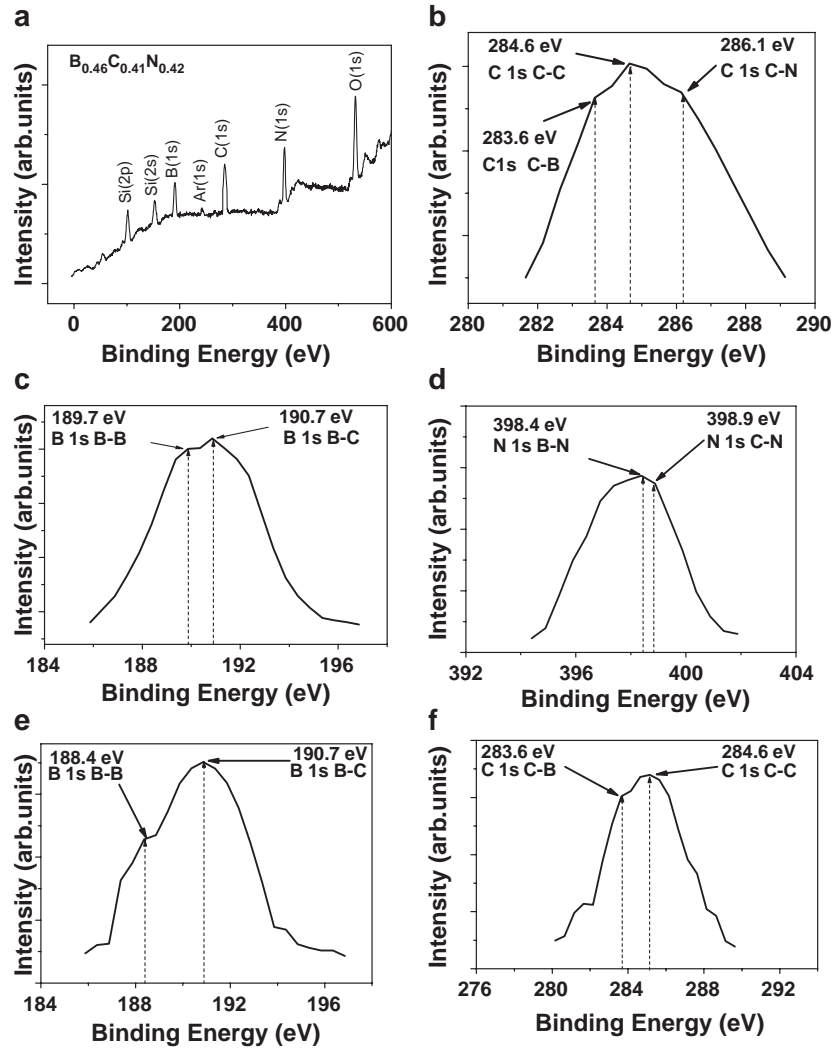 a
B0.46C0.41N0.42
Si(2p)
Si(2s)
B(1s)
Ar(1s)
C(1s)
N(1s)
O(1s)
Intensity (arb.units)
0 200 400 600
Binding Energy (eV)
b
284.6 eV
C 1s C-C
286.1 eV
C 1s C-N
283.6 eV
C1s C-B
Intensity (arb.units)
280 282 284 286 288 290
Binding Energy (eV)
c
189.7 eV
B 1s B-B
190.7 eV
B 1s B-C
Intensity (arb.units)
184 188 192 196
Binding Energy (eV)
d
398.4 eV
N 1s B-N
398.9 eV
N 1s C-N
Intensity (arb.units)
392 396 400 404
Binding Energy (eV)
e
188.4 eV
B 1s B-B
190.7 eV
B 1s B-C
Intensity (arb.units)
184 188 192 196
Binding Energy (eV)
f
283.6 eV
C 1s C-B
284.6 eV
C 1s C-C
Intensity (arb.units)
276 280 284 288 292
Binding Energy (eV)